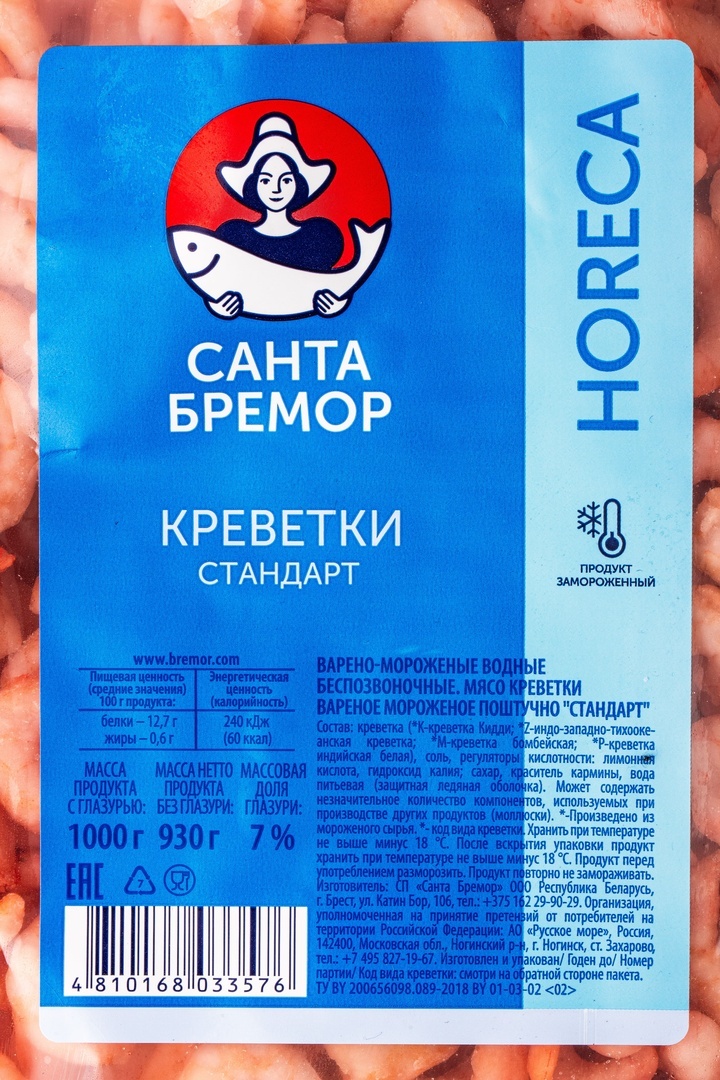 САНТА
БРЕМОР
HORECA
КРЕВЕТКИ
СТАНДАРТ
ПРОДУКТ
ЗАМОРОЖЕННЫЙ
www.bremor.com
Пищевая ценность
(средние значения)
100 г продукта:
Энергетическая
ценность
(калорийность)
белки – 12,7 г
жиры – 0,6 г
240 кДж
(60 ккал)
МАССА
ПРОДУКТА
С ГЛАЗУРЬЮ:
1000 г
МАССА НЕТТО
ПРОДУКТА
БЕЗ ГЛАЗУРИ:
930 г
МАССОВАЯ
ДОЛЯ
ГЛАЗУРИ:
7 %
ЕАС
7
4 810168 033576
ВАРЕНО-МОРОЖЕНЫЕ ВОДНЫЕ
БЕСПОЗВОНОЧНЫЕ. МЯСО КРЕВЕТКИ
ВАРЕНОЕ МОРОЖЕНОЕ ПОШТУЧНО "СТАНДАРТ"
Состав: креветка (*K-креветка Кидди; *Z-индо-западно-тихооке-
анская креветка; *M-креветка бомбейская; *P-креветка
индийская белая), соль, регуляторы кислотности: лимонная
кислота, гидроксид калия; сахар, краситель кармины, вода
питьевая (защитная ледяная оболочка). Может содержать
незначительное количество компонентов, используемых при
производстве других продуктов (моллюски). *-Произведено из
мороженого сырья. *- код вида креветки. Хранить при температуре
не выше минус 18 °С. После вскрытия упаковки продукт
хранить при температуре не выше минус 18 °С. Продукт перед
употреблением разморозить. Продукт повторно не замораживать.
Изготовитель: СП «Санта Бремор» ООО Республика Беларусь,
г. Брест, ул. Катин Бор, 106, тел.: +375 162 29-90-29. Организация,
уполномоченная на принятие претензий от потребителей на
территории Российской Федерации: АО «Русское море», Россия,
142400, Московская обл., Ногинский р-н, г. Ногинск, ст. Захарово,
тел.: +7 495 827-19-67. Изготовлен и упакован/ Годен до/ Номер
партии/ Код вида креветки: смотри на обратной стороне пакета.
ТУ BY 200656098.089-2018 BY 01-03-02 <02>